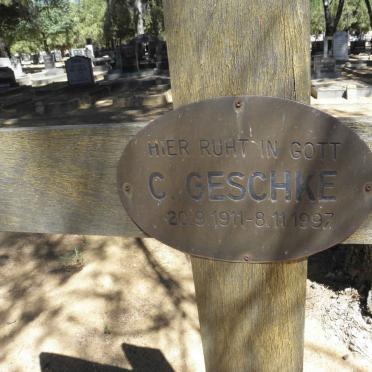 HIER RUHT IN GOTT
C. GESCHKE
20.9.1911-8.11.1997.